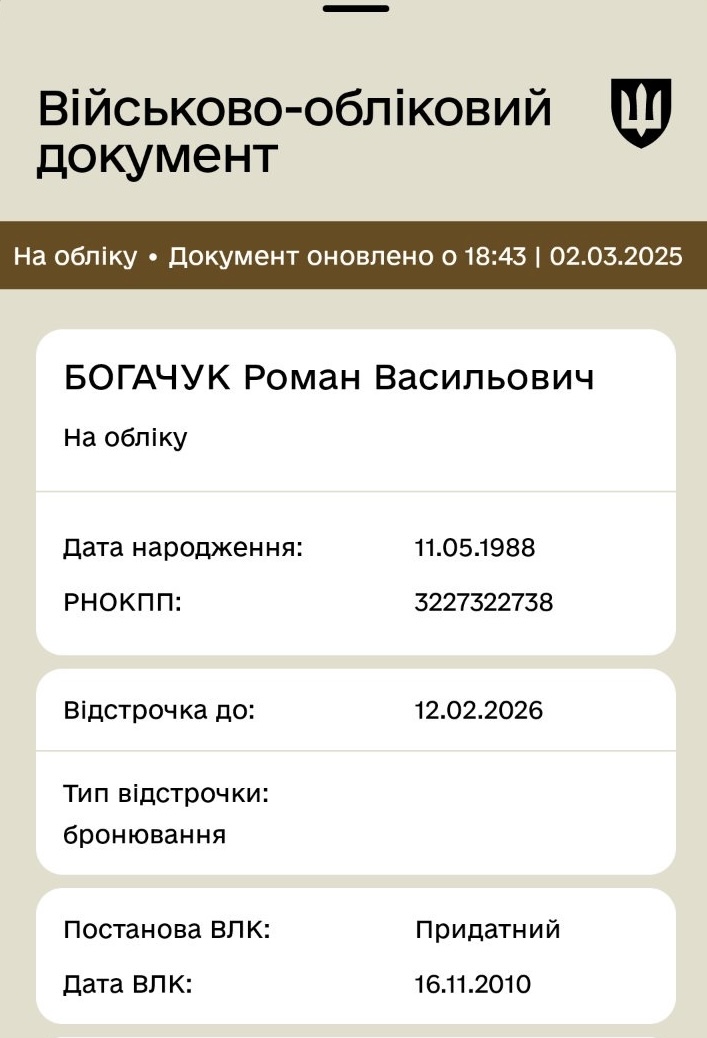 Військово-обліковий
документ
На обліку • Документ оновлено о 18:43 | 02.03.2025
БОГАЧУК Роман Васильович
На обліку
Дата народження: 11.05.1988
РНОКПП: 3227322738
Відстрочка до: 12.02.2026
Тип відстрочки:
бронювання
Постанова ВЛК: Придатний
Дата ВЛК: 16.11.2010